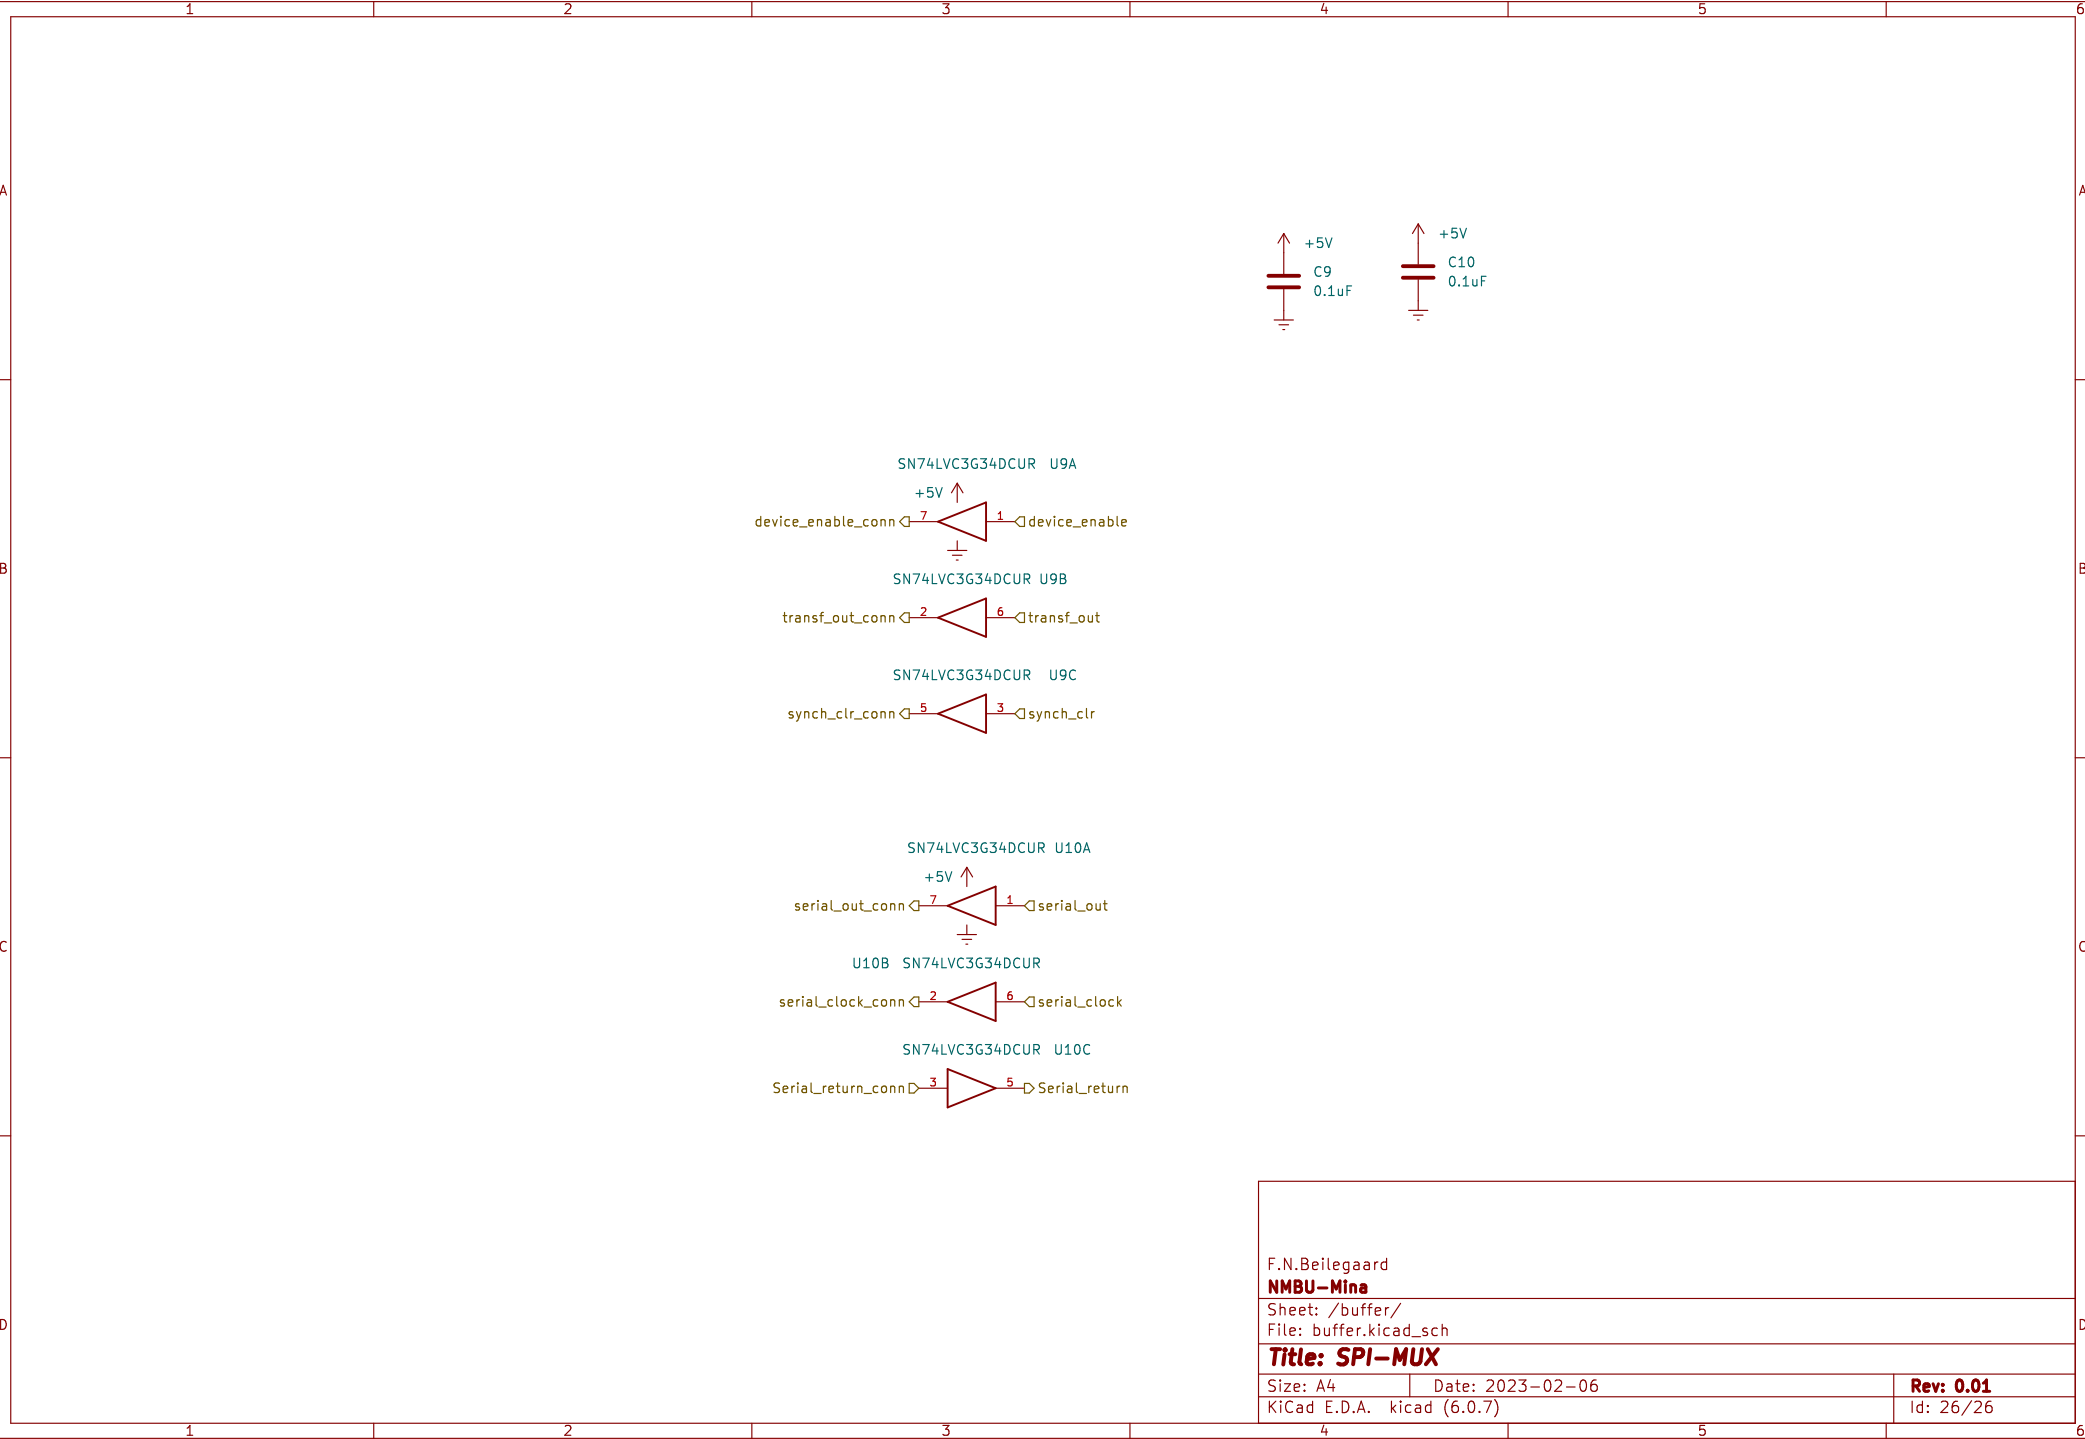 1 2 3 4 5 6
A A
+5V
C9
0.1uF
+5V
C10
0.1uF
SN74LVC3G34DCUR U9A
+5V
device_enable_conn 7 1 device_enable
B B
SN74LVC3G34DCUR U9B
transf_out_conn 2 6 transf_out
SN74LVC3G34DCUR U9C
synch_clr_conn 5 3 synch_clr
SN74LVC3G34DCUR U10A
+5V
serial_out_conn 7 1 serial_out
C C
U10B SN74LVC3G34DCUR
serial_clock_conn 2 6 serial_clock
SN74LVC3G34DCUR U10C
Serial_return_conn 3 5 Serial_return
F.N.Beilegaard
NMBU-Mina
Sheet: /buffer/
File: buffer.kicad_sch
D D
Title: SPI-MUX
Size: A4 Date: 2023-02-06 Rev: 0.01
KiCad E.D.A. kicad (6.0.7) Id: 26/26
1 2 3 4 5 6